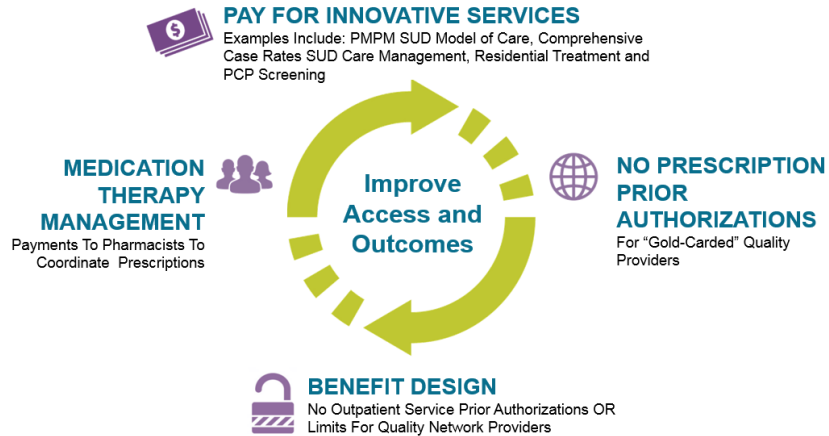 PAY FOR INNOVATIVE SERVICES
Examples Include: PMPM SUD Model of Care, Comprehensive
Case Rates SUD Care Management, Residential Treatment and
PCP Screening
$
MEDICATION
THERAPY
MANAGEMENT
Payments To Pharmacists To
Coordinate Prescriptions
Improve
Access and
Outcomes
NO PRESCRIPTION
PRIOR
AUTHORIZATIONS
For “Gold-Carded” Quality
Providers
BENEFIT DESIGN
No Outpatient Service Prior Authorizations OR
Limits For Quality Network Providers